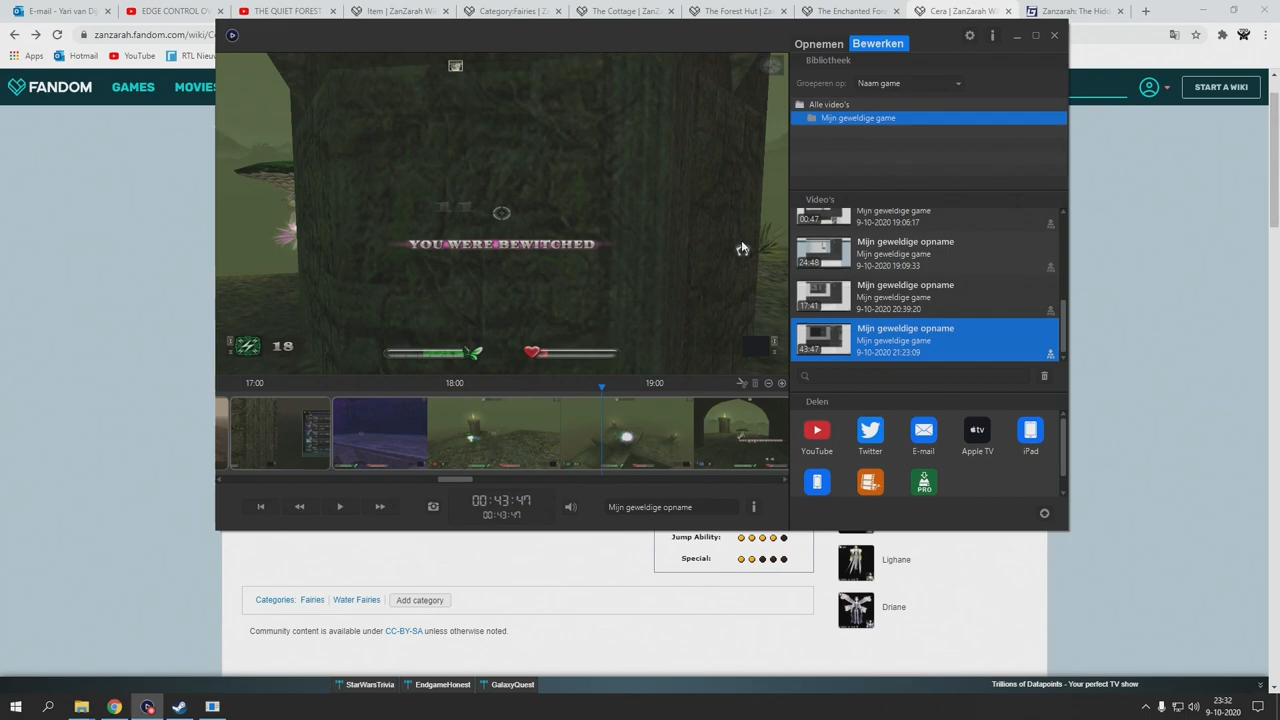 E-mail - Yari van Di
EDGE CONTROL O
THE QUIET FOREST
Item | ZanZarah Wi
Category:Fairies | Z
The Cottage | ZanZ
The Forest Hut | Za
The Enchanted Fore
Cera | ZanZarah Wi
Zanzarah: The Hidd
zanzarah.fandom.com/wiki/C
Apps
Hotmail
YouTube
RTL Nieuw
FANDOM
GAMES
MOVIES
START A WIKI
Opnemen
Bewerken
Bibliotheek
Groeperen op:
Naam game
Alle video's
Mijn geweldige game
YOU WERE BEWITCHED
18
Video's
00:47
Mijn geweldige game
9-10-2020 19:06:17
Mijn geweldige opname
Mijn geweldige game
24:48
9-10-2020 19:09:33
Mijn geweldige opname
Mijn geweldige game
17:41
9-10-2020 20:39:20
Mijn geweldige opname
Mijn geweldige game
43:47
9-10-2020 21:23:09
17:00
18:00
19:00
Delen
YouTube
Twitter
E-mail
tv
Apple TV
iPad
PRO
00:43:47
00:43:47
Mijn geweldige opname
Jump Ability:
Special:
Lighane
Driane
Categories:
Fairies
Water Fairies
Add category
Community content is available under CC-BY-SA unless otherwise noted.
StarWarsTrivia
EndgameHonest
GalaxyQuest
Trillions of Datapoints - Your perfect TV show
23:32
9-10-2020